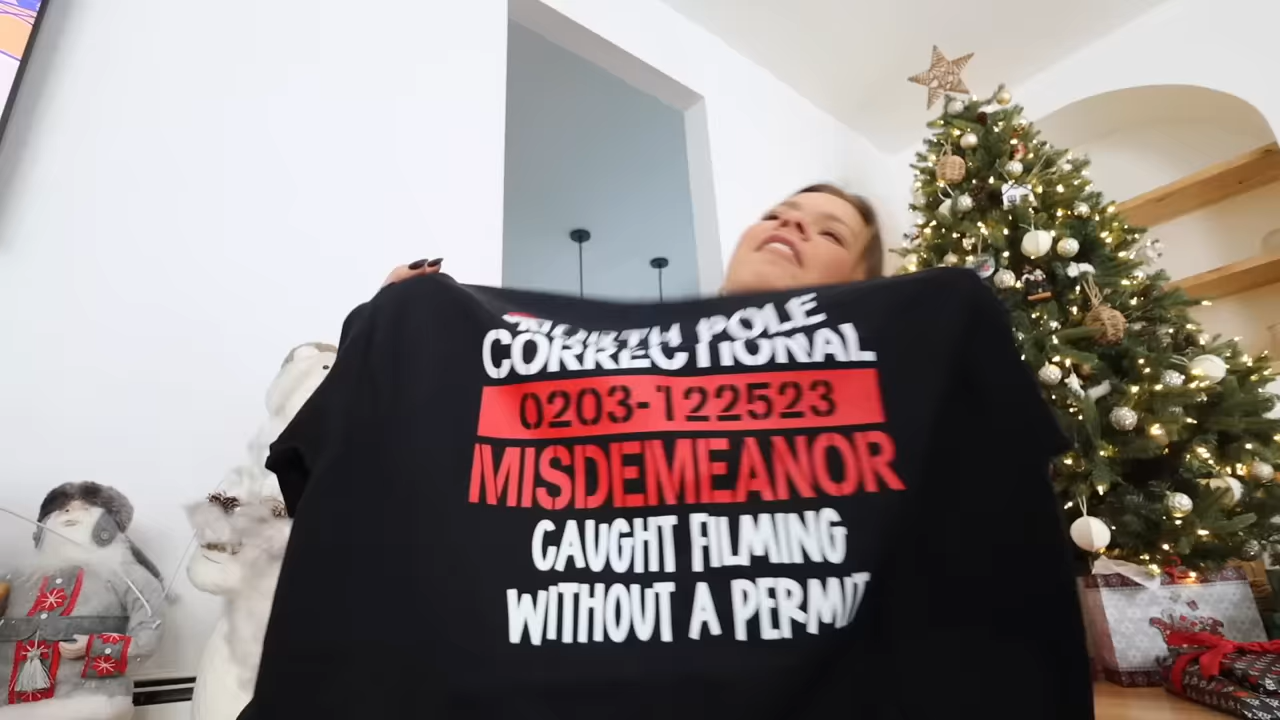 NORTH POLE
CORRECTIONAL
0203-122523
MISDEMEANOR
CAUGHT FILMING
WITHOUT A PERMIT